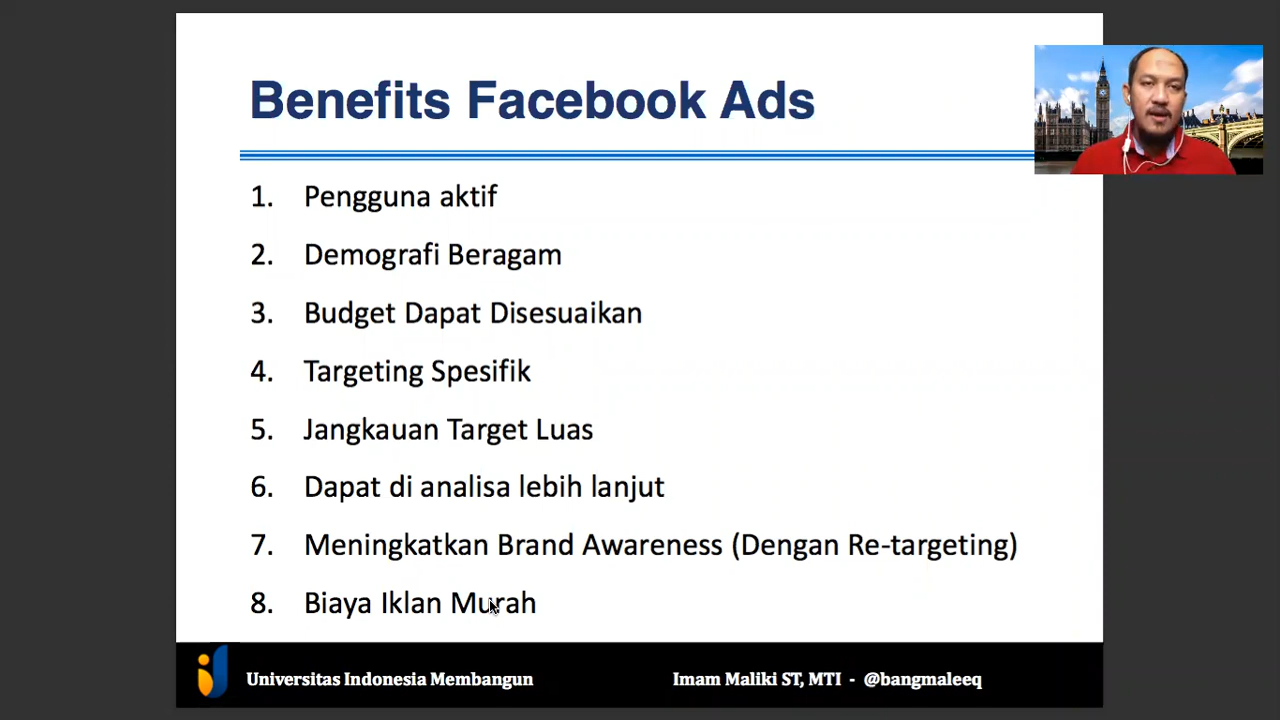 Benefits Facebook Ads
1. Pengguna aktif
2. Demografi Beragam
3. Budget Dapat Disesuaikan
4. Targeting Spesifik
5. Jangkauan Target Luas
6. Dapat di analisa lebih lanjut
7. Meningkatkan Brand Awareness (Dengan Re-targeting)
8. Biaya Iklan Murah
Universitas Indonesia Membangun
Imam Maliki ST, MTI - @bangmaleeq